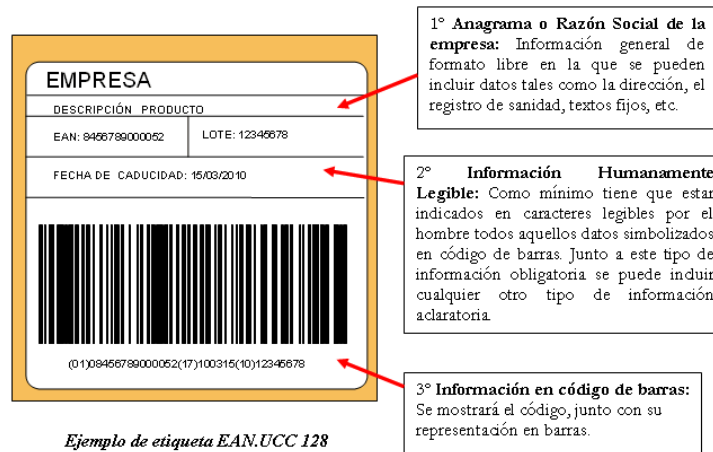 EMPRESA
DESCRIPCIÓN PRODUCTO
EAN: 8456789000052
LOTE: 12345678
FECHA DE CADUCIDAD: 15/03/2010
(01)08456789000052(17)100315(10)12345678
Ejemplo de etiqueta EAN.UCC 128
1º Anagrama o Razón Social de la
empresa: Información general de
formato libre en la que se pueden
incluir datos tales como la dirección, el
registro de sanidad, textos fijos, etc.
2º Información Humanamente
Legible: Como mínimo tiene que estar
indicados en caracteres legibles por el
hombre todos aquellos datos simbolizados
en código de barras. Junto a este tipo de
información obligatoria se puede incluir
cualquier otro tipo de información
aclaratoria
3º Información en código de barras:
Se mostrará el código, junto con su
representación en barras.